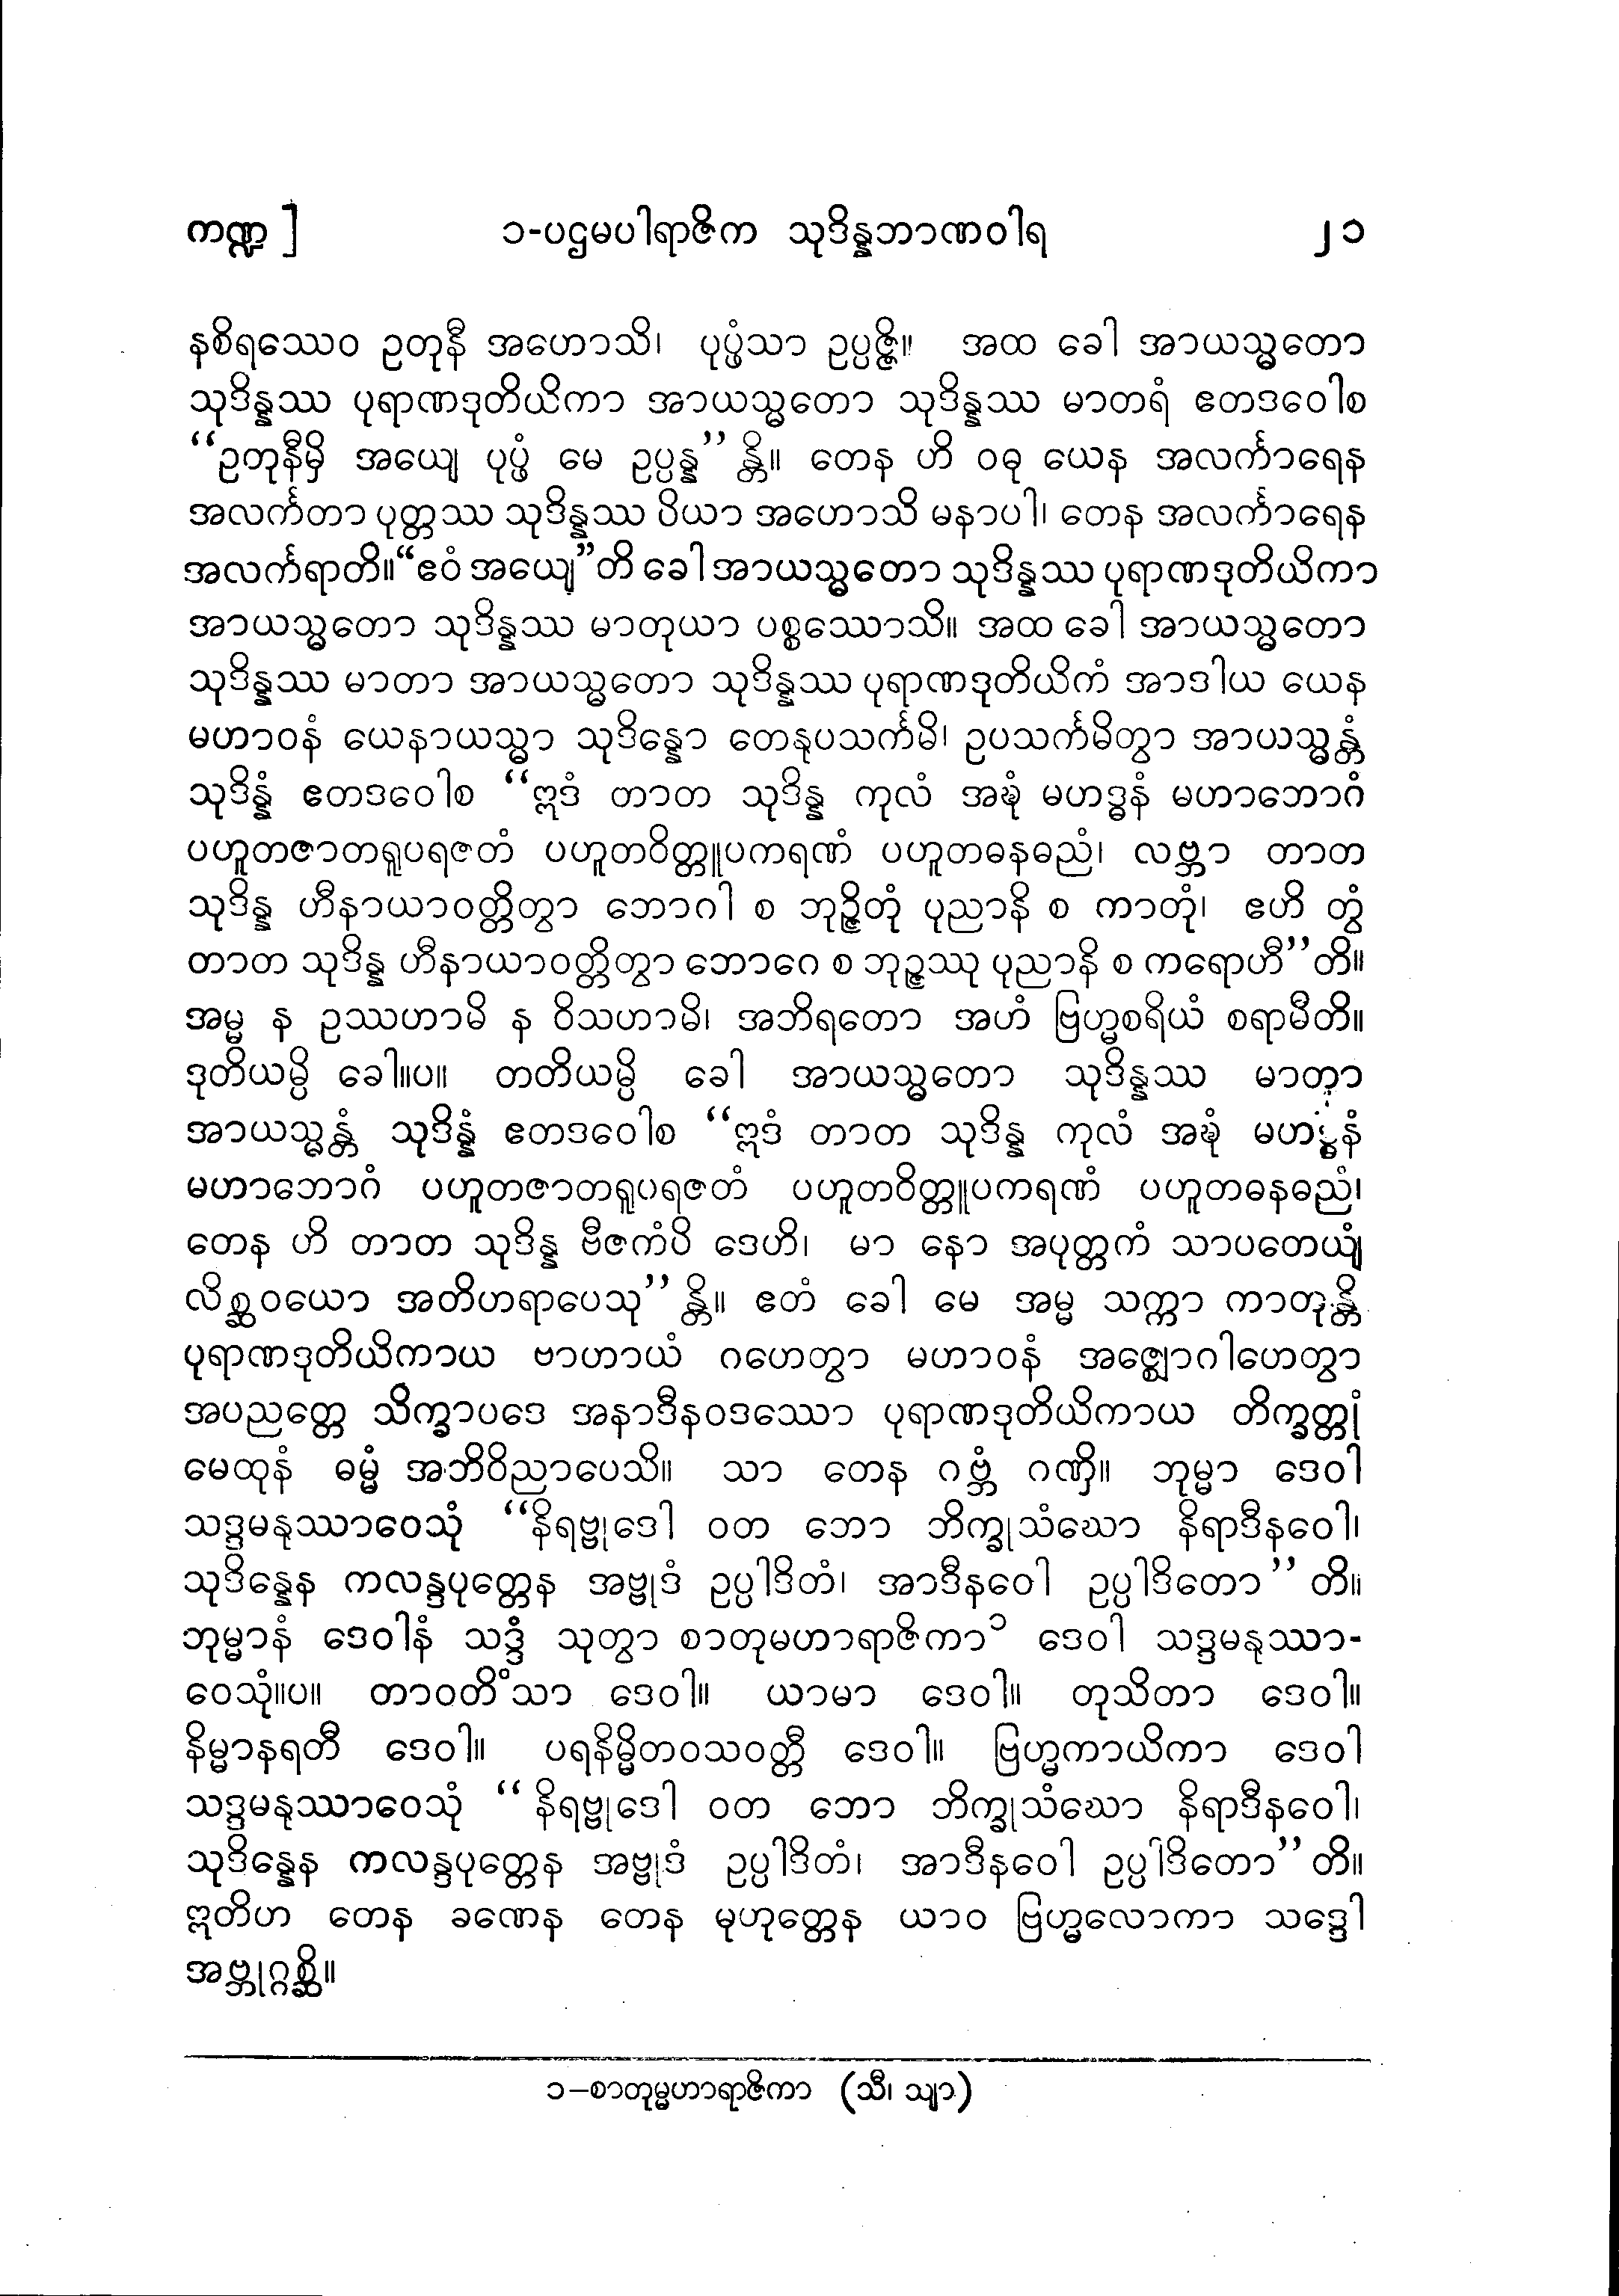 ကဏ္ဍ ] ၁-ပဌမပါရာဇိက သုဒိန္နဘာဏဝါရ ၂၁
နစိရဿေဝ ဥတုနီ အဟောသိ၊ ပုပ္ဖံသာ ဥပ္ပဇ္ဇိ။ အထ ခေါ အာယသ္မတော
သုဒိန္နဿ ပုရာဏဒုတိယိကာ အာယသ္မတော သုဒိန္နဿ မာတရံ ဧတဒဝေါစ
“ဥတုနီမှိ အယျေ ပုပ္ဖံ မေ ဥပ္ပန္န” န္တိ။ တေန ဟိ ဝဓု ယေန အလင်္ကာရေန
အလင်္ကတာ ပုတ္တဿ သုဒိန္နဿ ပိယာ အဟောသိ မနာပါ၊ တေန အလင်္ကာရေန
အလင်္ကရာတိ။ “ဧဝံ အယျေ”တိ ခေါ အာယသ္မတော သုဒိန္နဿ ပုရာဏဒုတိယိကာ
အာယသ္မတော သုဒိန္နဿ မာတုယာ ပစ္စဿောသိ။ အထ ခေါ အာယသ္မတော
သုဒိန္နဿ မာတာ အာယသ္မတော သုဒိန္နဿ ပုရာဏဒုတိယိကံ အာဒါယ ယေန
မဟာဝနံ ယေနာယသ္မာ သုဒိန္နော တေနုပသင်္ကမိ၊ ဥပသင်္ကမိတွာ အာယသ္မန္တံ
သုဒိန္နံ ဧတဒဝေါစ “ဣဒံ တာတ သုဒိန္န ကုလံ အဍ္ဎံ မဟဒ္ဓနံ မဟာဘောဂံ
ပဟူတဇာတရူပရဇတံ ပဟူတဝိတ္တူပကရဏံ ပဟူတဓနဓညံ၊ လဗ္ဘာ တာတ
သုဒိန္န ဟီနာယာဝတ္တိတွာ ဘောဂါ စ ဘုဉ္ဇိတုံ ပုညာနိ စ ကာတုံ၊ ဧဟိ တွံ
တာတ သုဒိန္န ဟီနာယာဝတ္တိတွာ ဘောဂေ စ ဘုဉ္ဇဿု ပုညာနိ စ ကရောဟီ”တိ။
အမ္မ န ဥဿဟာမိ န ဝိသဟာမိ၊ အဘိရတော အဟံ ဗြဟ္မစရိယံ စရာမီတိ။
ဒုတိယမ္ပိ ခေါ။ပ။ တတိယမ္ပိ ခေါ အာယသ္မတော သုဒိန္နဿ မာတာ
အာယသ္မန္တံ သုဒိန္နံ ဧတဒဝေါစ “ဣဒံ တာတ သုဒိန္န ကုလံ အဍ္ဎံ မဟဒ္ဓနံ
မဟာဘောဂံ ပဟူတဇာတရူပရဇတံ ပဟူတဝိတ္တူပကရဏံ ပဟူတဓနဓညံ၊
တေန ဟိ တာတ သုဒိန္န ဗီဇကံပိ ဒေဟိ၊ မာ နော အပုတ္တကံ သာပတေယျံ
လိစ္ဆဝယော အတိဟရာပေသု” န္တိ။ ဧတံ ခေါ မေ အမ္မ သက္ကာ ကာတုန္တိ
ပုရာဏဒုတိယိကာယ ဗာဟာယံ ဂဟေတွာ မဟာဝနံ အဇ္ဈောဂါဟေတွာ
အပညတ္တေ သိက္ခာပဒေ အနာဒီနဝဒဿော ပုရာဏဒုတိယိကာယ တိက္ခတ္တုံ
မေထုနံ ဓမ္မံ အဘိဝိညာပေသိ။ သာ တေန ဂဗ္ဘံ ဂဏှိ။ ဘုမ္မာ ဒေဝါ
သဒ္ဒမနုဿာဝေသုံ “နိရဗ္ဗုဒေါ ဝတ ဘော ဘိက္ခုသံဃော နိရာဒီနဝေါ၊
သုဒိန္နေန ကလန္ဒပုတ္တေန အဗ္ဗုဒံ ဥပ္ပါဒိတံ၊ အာဒီနဝေါ ဥပ္ပါဒိတော” တိ။
ဘုမ္မာနံ ဒေဝါနံ သဒ္ဒံ သုတွာ စာတုမဟာရာဇိကာ၁ ဒေဝါ သဒ္ဒမနုဿာ-
ဝေသုံ။ပ။ တာဝတိံသာ ဒေဝါ။ ယာမာ ဒေဝါ။ တုသိတာ ဒေဝါ။
နိမ္မာနရတီ ဒေဝါ။ ပရနိမ္မိတဝသဝတ္တီ ဒေဝါ။ ဗြဟ္မကာယိကာ ဒေဝါ
သဒ္ဒမနုဿာဝေသုံ “နိရဗ္ဗုဒေါ ဝတ ဘော ဘိက္ခုသံဃော နိရာဒီနဝေါ၊
သုဒိန္နေန ကလန္ဒပုတ္တေန အဗ္ဗုဒံ ဥပ္ပါဒိတံ၊ အာဒီနဝေါ ဥပ္ပါဒိတော” တိ။
ဣတိဟ တေန ခဏေန တေန မုဟုတ္တေန ယာဝ ဗြဟ္မလောကာ သဒ္ဒေါ
အဗ္ဘုဂ္ဂစ္ဆိ။
၁−စာတုမ္မဟာရာဇိကာ (သီ၊ သျာ)